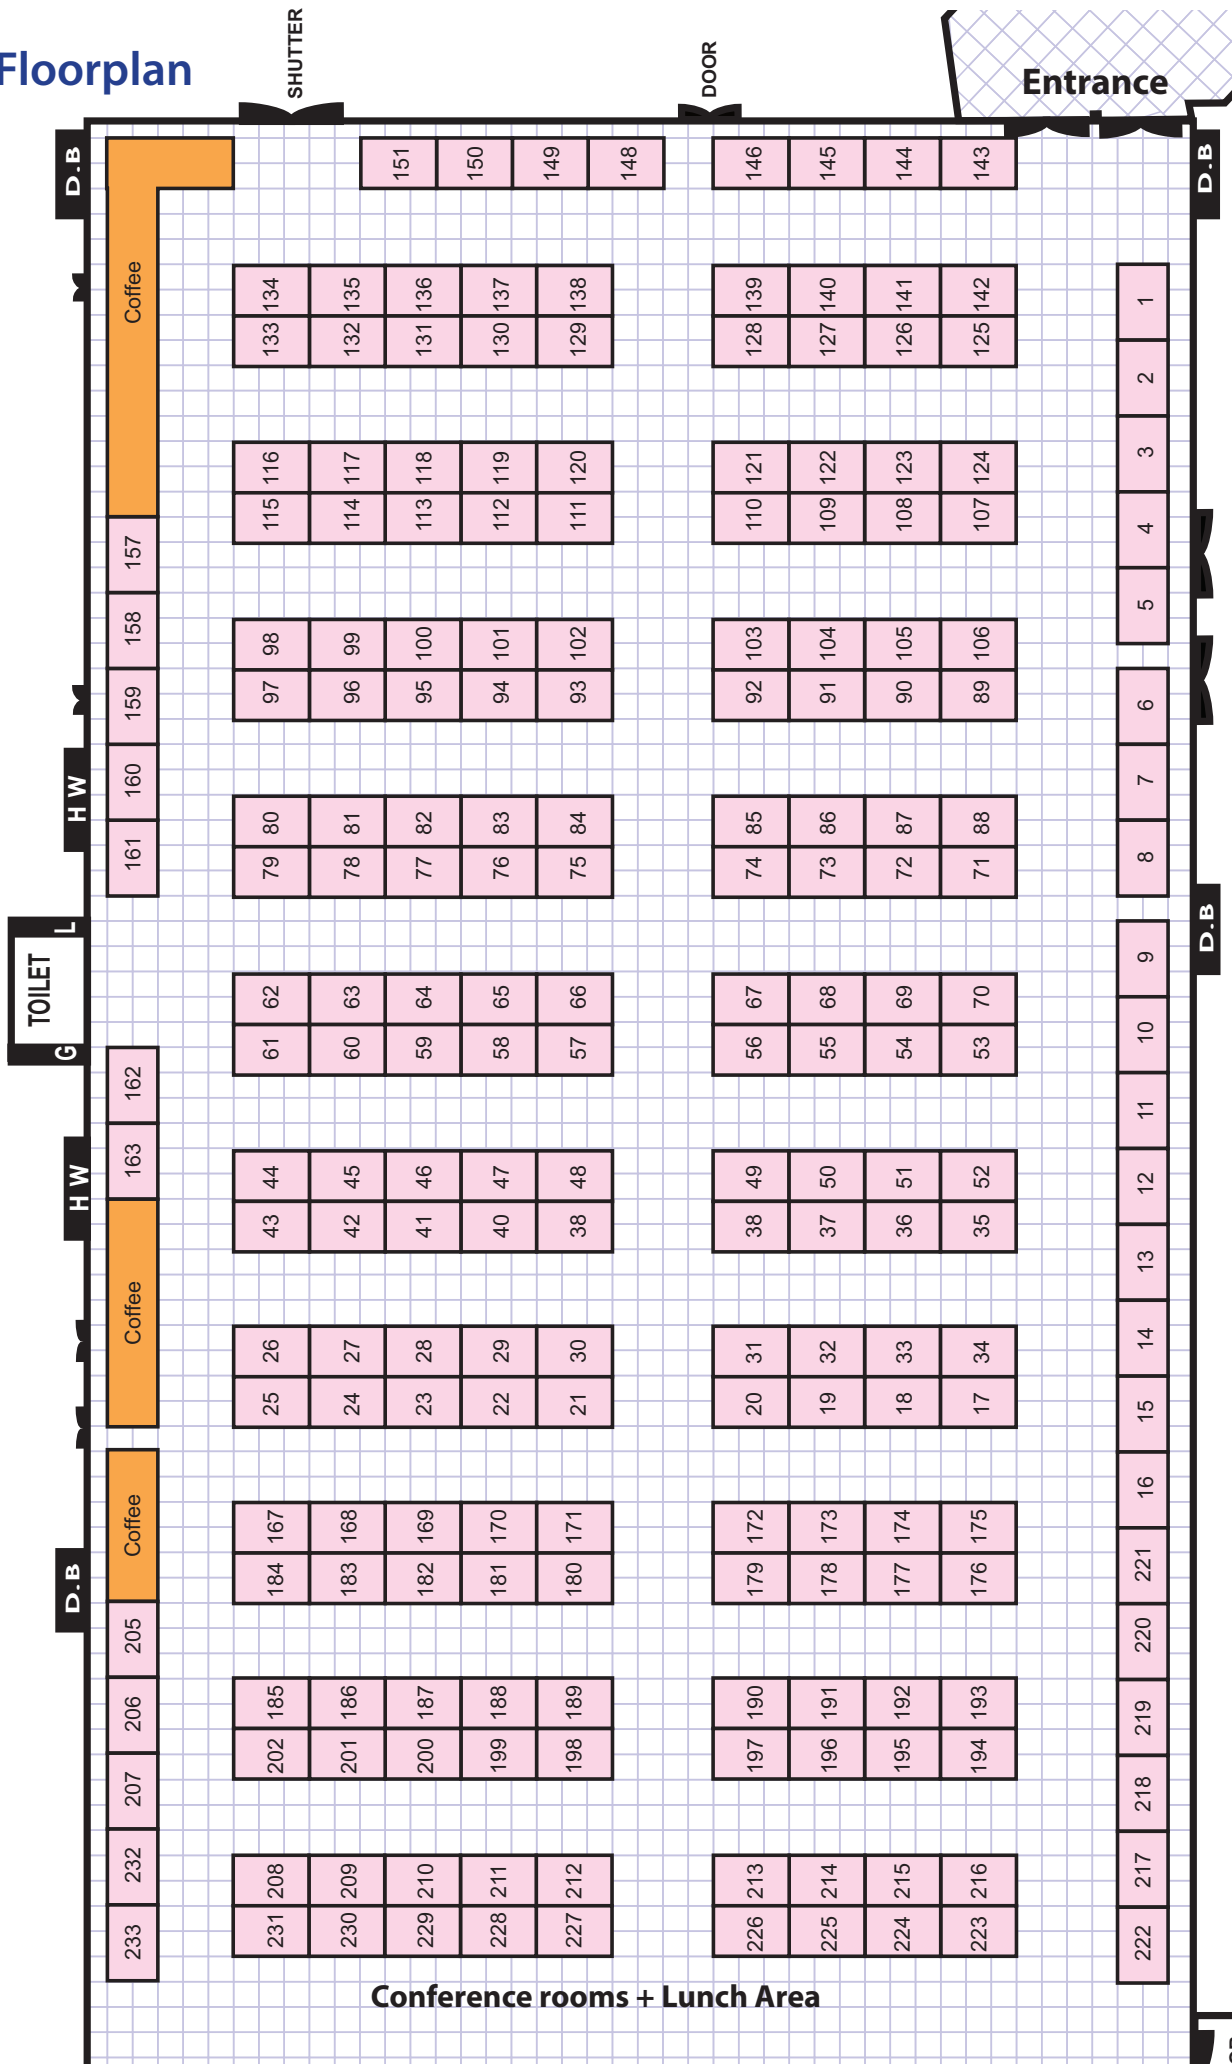 Floorplan
SHUTTER
DOOR
Entrance
D.B
D.B
151 150 149 148 146 145 144 143
Coffee
134 135 136 137 138 139 140 141 142
133 132 131 130 129 128 127 126 125
1
2
3
4
5
116 117 118 119 120 121 122 123 124
115 114 113 112 111 110 109 108 107
157
158
159
160
161
98 99 100 101 102 103 104 105 106
97 96 95 94 93 92 91 90 89
6
7
8
H W
80 81 82 83 84 85 86 87 88
79 78 77 76 75 74 73 72 71
D.B
L
TOILET
G
9
10
11
12
13
14
15
16
62 63 64 65 66 67 68 69 70
61 60 59 58 57 56 55 54 53
162
163
H W
44 45 46 47 48 49 50 51 52
43 42 41 40 38 38 37 36 35
Coffee
26 27 28 29 30 31 32 33 34
25 24 23 22 21 20 19 18 17
Coffee
D.B
167 168 169 170 171 172 173 174 175
184 183 182 181 180 179 178 177 176
221
220
219
218
217
222
205
206
207
232
233
185 186 187 188 189 190 191 192 193
202 201 200 199 198 197 196 195 194
208 209 210 211 212 213 214 215 216
231 230 229 228 227 226 225 224 223
Conference rooms + Lunch Area